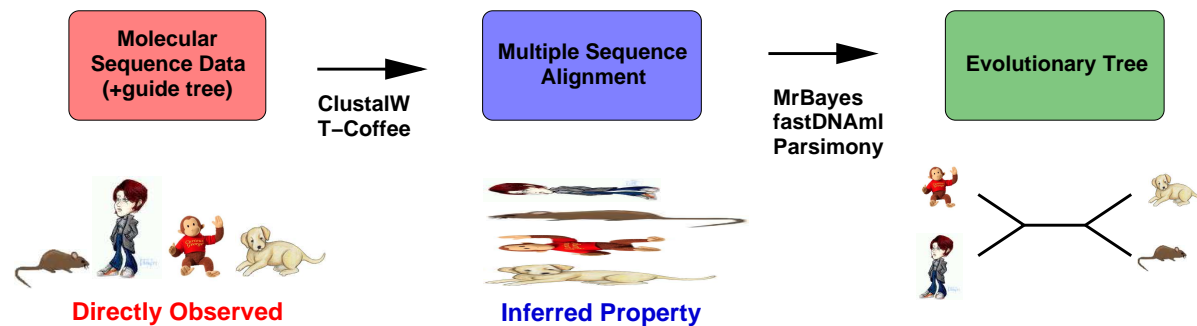 Molecular
Sequence Data
(+guide tree)
ClustalW
T−Coffee
Multiple Sequence
Alignment
MrBayes
fastDNAml
Parsimony
Evolutionary Tree
Directly Observed
Inferred Property